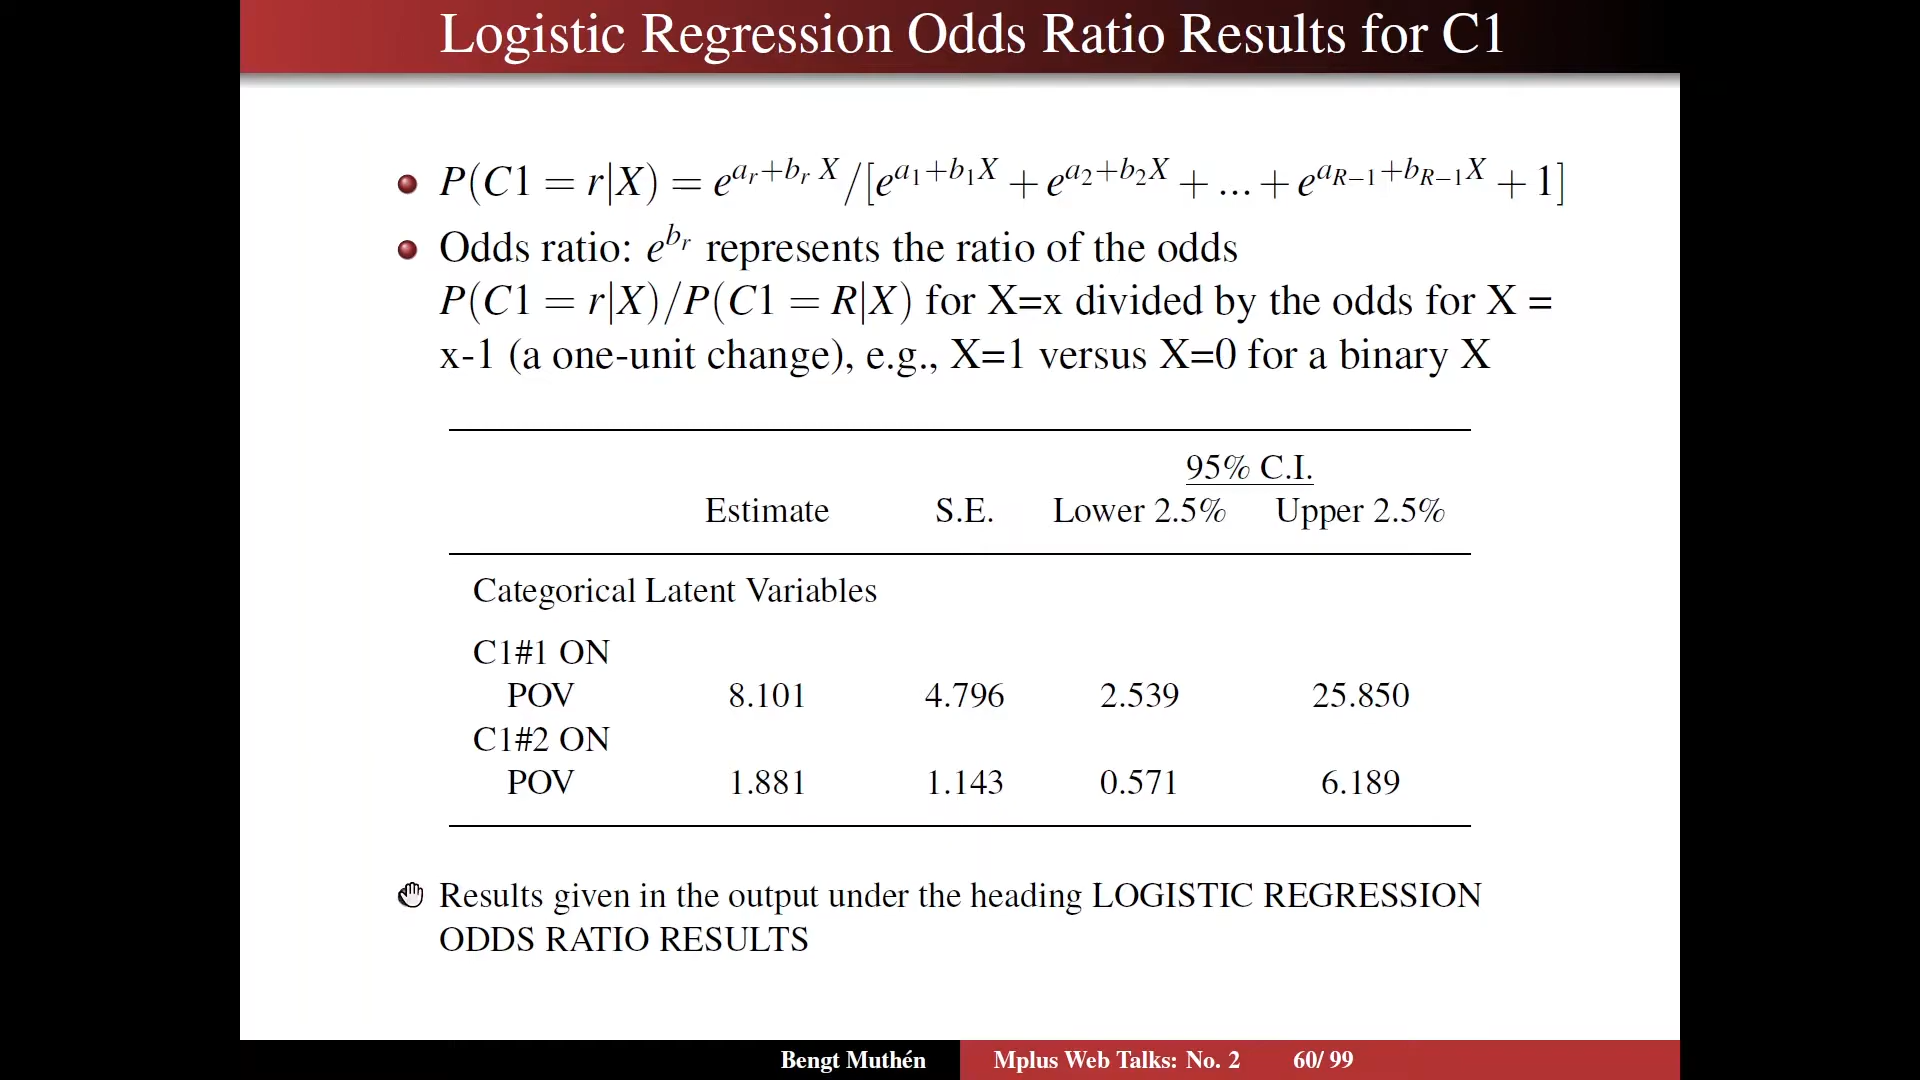 Logistic Regression Odds Ratio Results for C1
P(C1 = r|X) = e^{a_r+b_r X}/[e^{a_1+b_1X} + e^{a_2+b_2X} + ... + e^{a_{R−1}+b_{R−1}X} + 1]
Odds ratio: e^{b_r} represents the ratio of the odds
P(C1 = r|X)/P(C1 = R|X) for X=x divided by the odds for X =
x-1 (a one-unit change), e.g., X=1 versus X=0 for a binary X
95% C.I.
Estimate S.E. Lower 2.5% Upper 2.5%
Categorical Latent Variables
C1#1 ON
POV 8.101 4.796 2.539 25.850
C1#2 ON
POV 1.881 1.143 0.571 6.189
Results given in the output under the heading LOGISTIC REGRESSION
ODDS RATIO RESULTS
Bengt Muthén Mplus Web Talks: No. 2 60/ 99